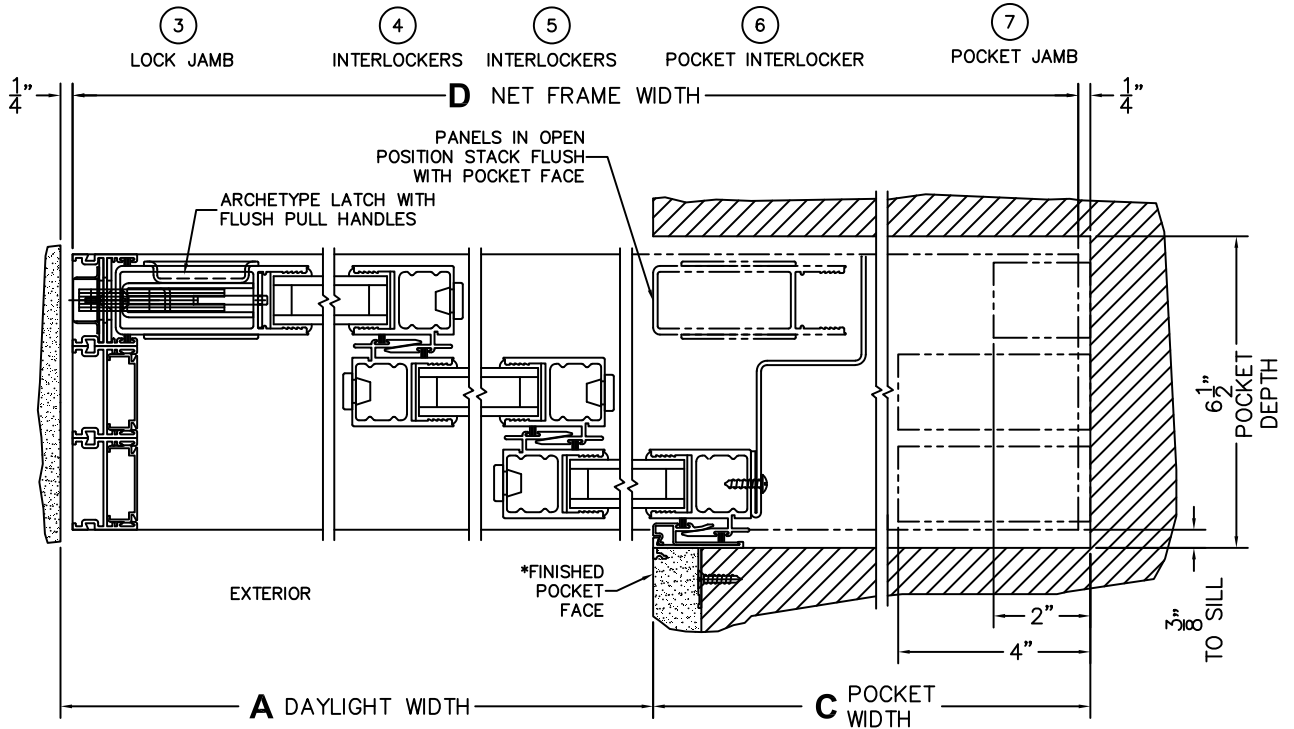 3
LOCK JAMB
4
INTERLOCKERS
5
INTERLOCKERS
6
POCKET INTERLOCKER
7
POCKET JAMB
1/4"
D NET FRAME WIDTH
1/4"
PANELS IN OPEN
POSITION STACK FLUSH
WITH POCKET FACE
ARCHETYPE LATCH WITH
FLUSH PULL HANDLES
6 1/2"
POCKET
DEPTH
EXTERIOR
*FINISHED
POCKET
FACE
3/8"
TO SILL
2"
4"
A DAYLIGHT WIDTH
C POCKET
WIDTH